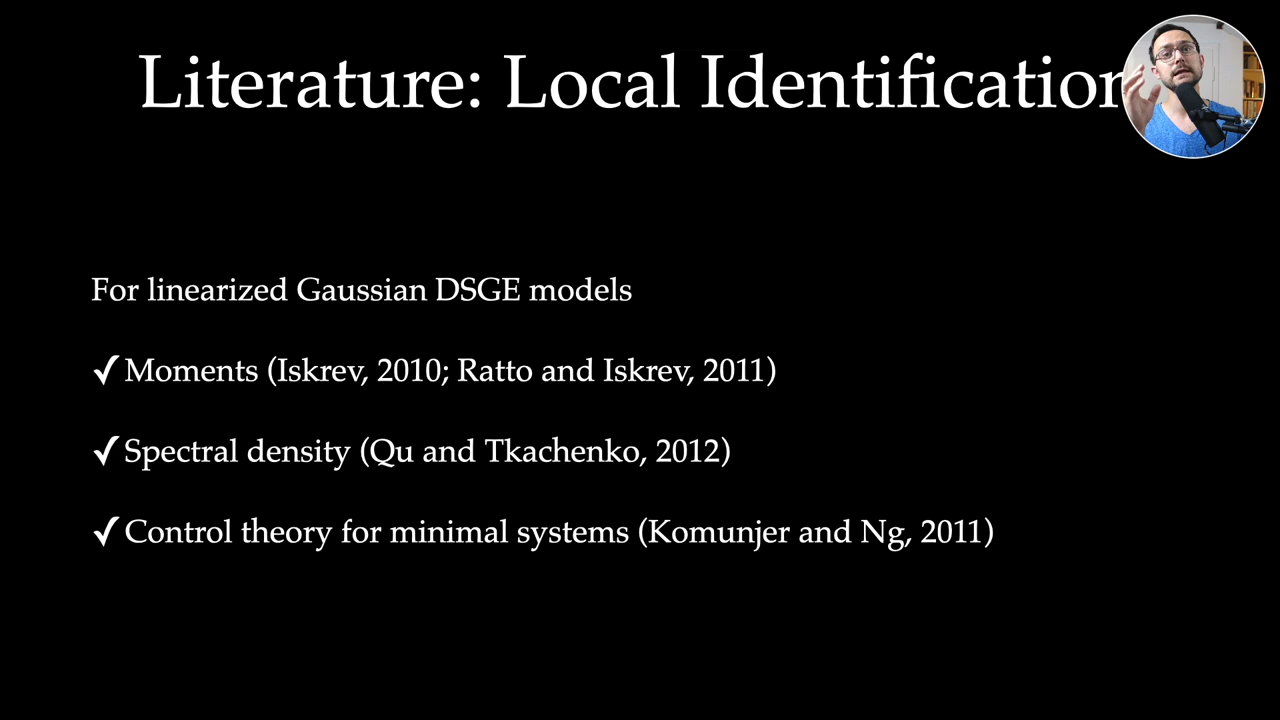 Literature: Local Identification
For linearized Gaussian DSGE models
✓Moments (Iskrev, 2010; Ratto and Iskrev, 2011)
✓Spectral density (Qu and Tkachenko, 2012)
✓Control theory for minimal systems (Komunjer and Ng, 2011)